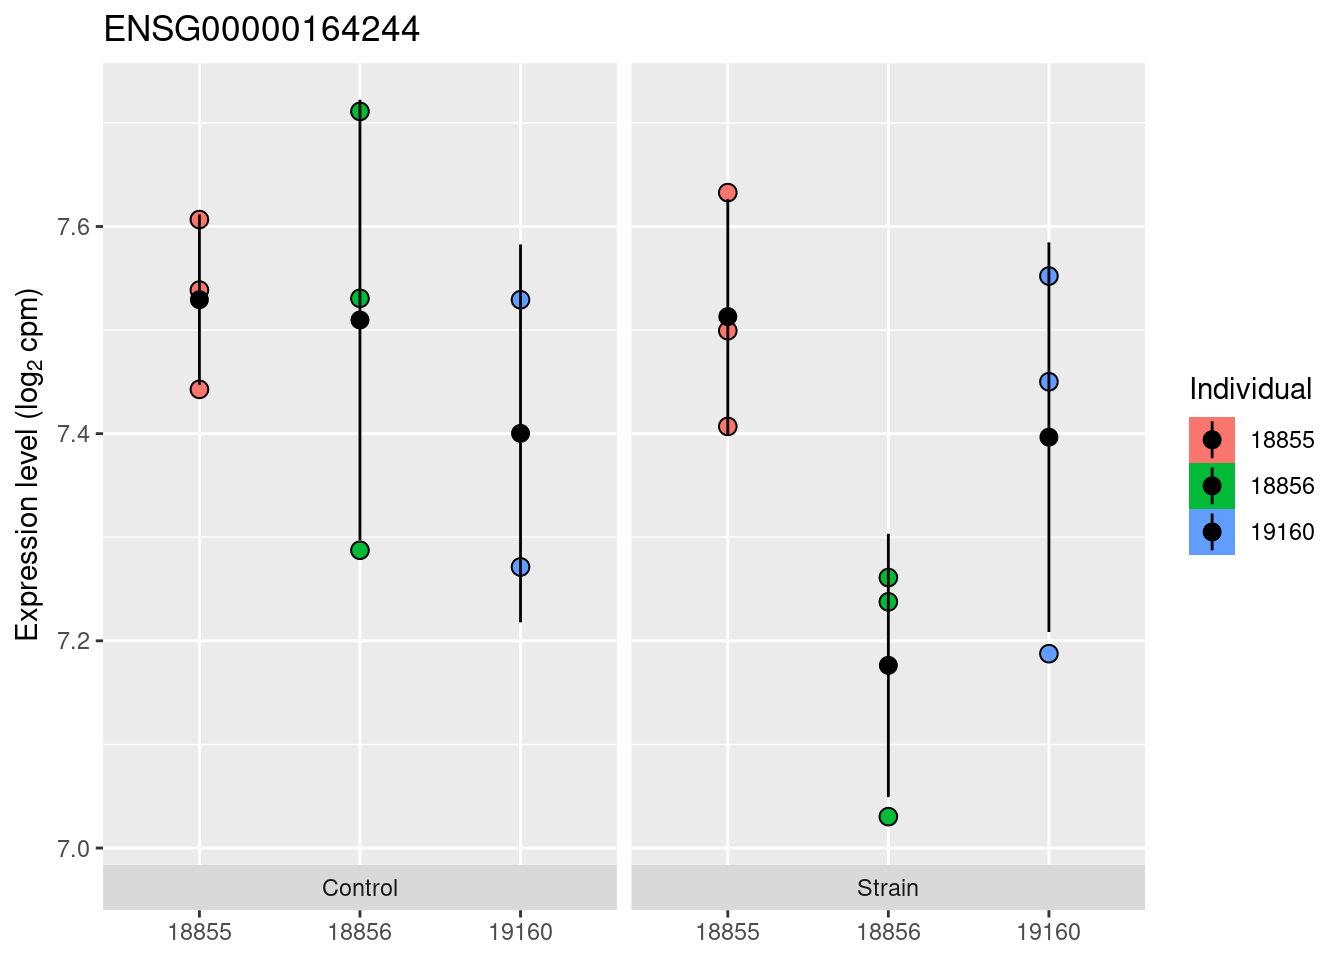 ENSG00000164244
Expression level (log₂ cpm)
7.6
7.4
7.2
7.0
Control
Strain
18855
18856
19160
18855
18856
19160
Individual
18855
18856
19160